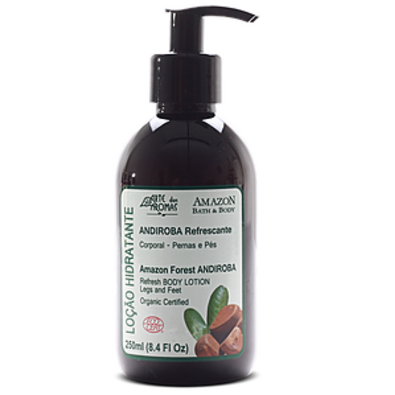 ARTE dos AROMAS
AMAZON
BATH & BODY
LOÇÃO HIDRATANTE
ANDIROBA Refrescante
Corporal - Pernas e Pés
Amazon Forest ANDIROBA
Refresh BODY LOTION
Legs and Feet
Organic Certified
250ml (8.4 Fl Oz)